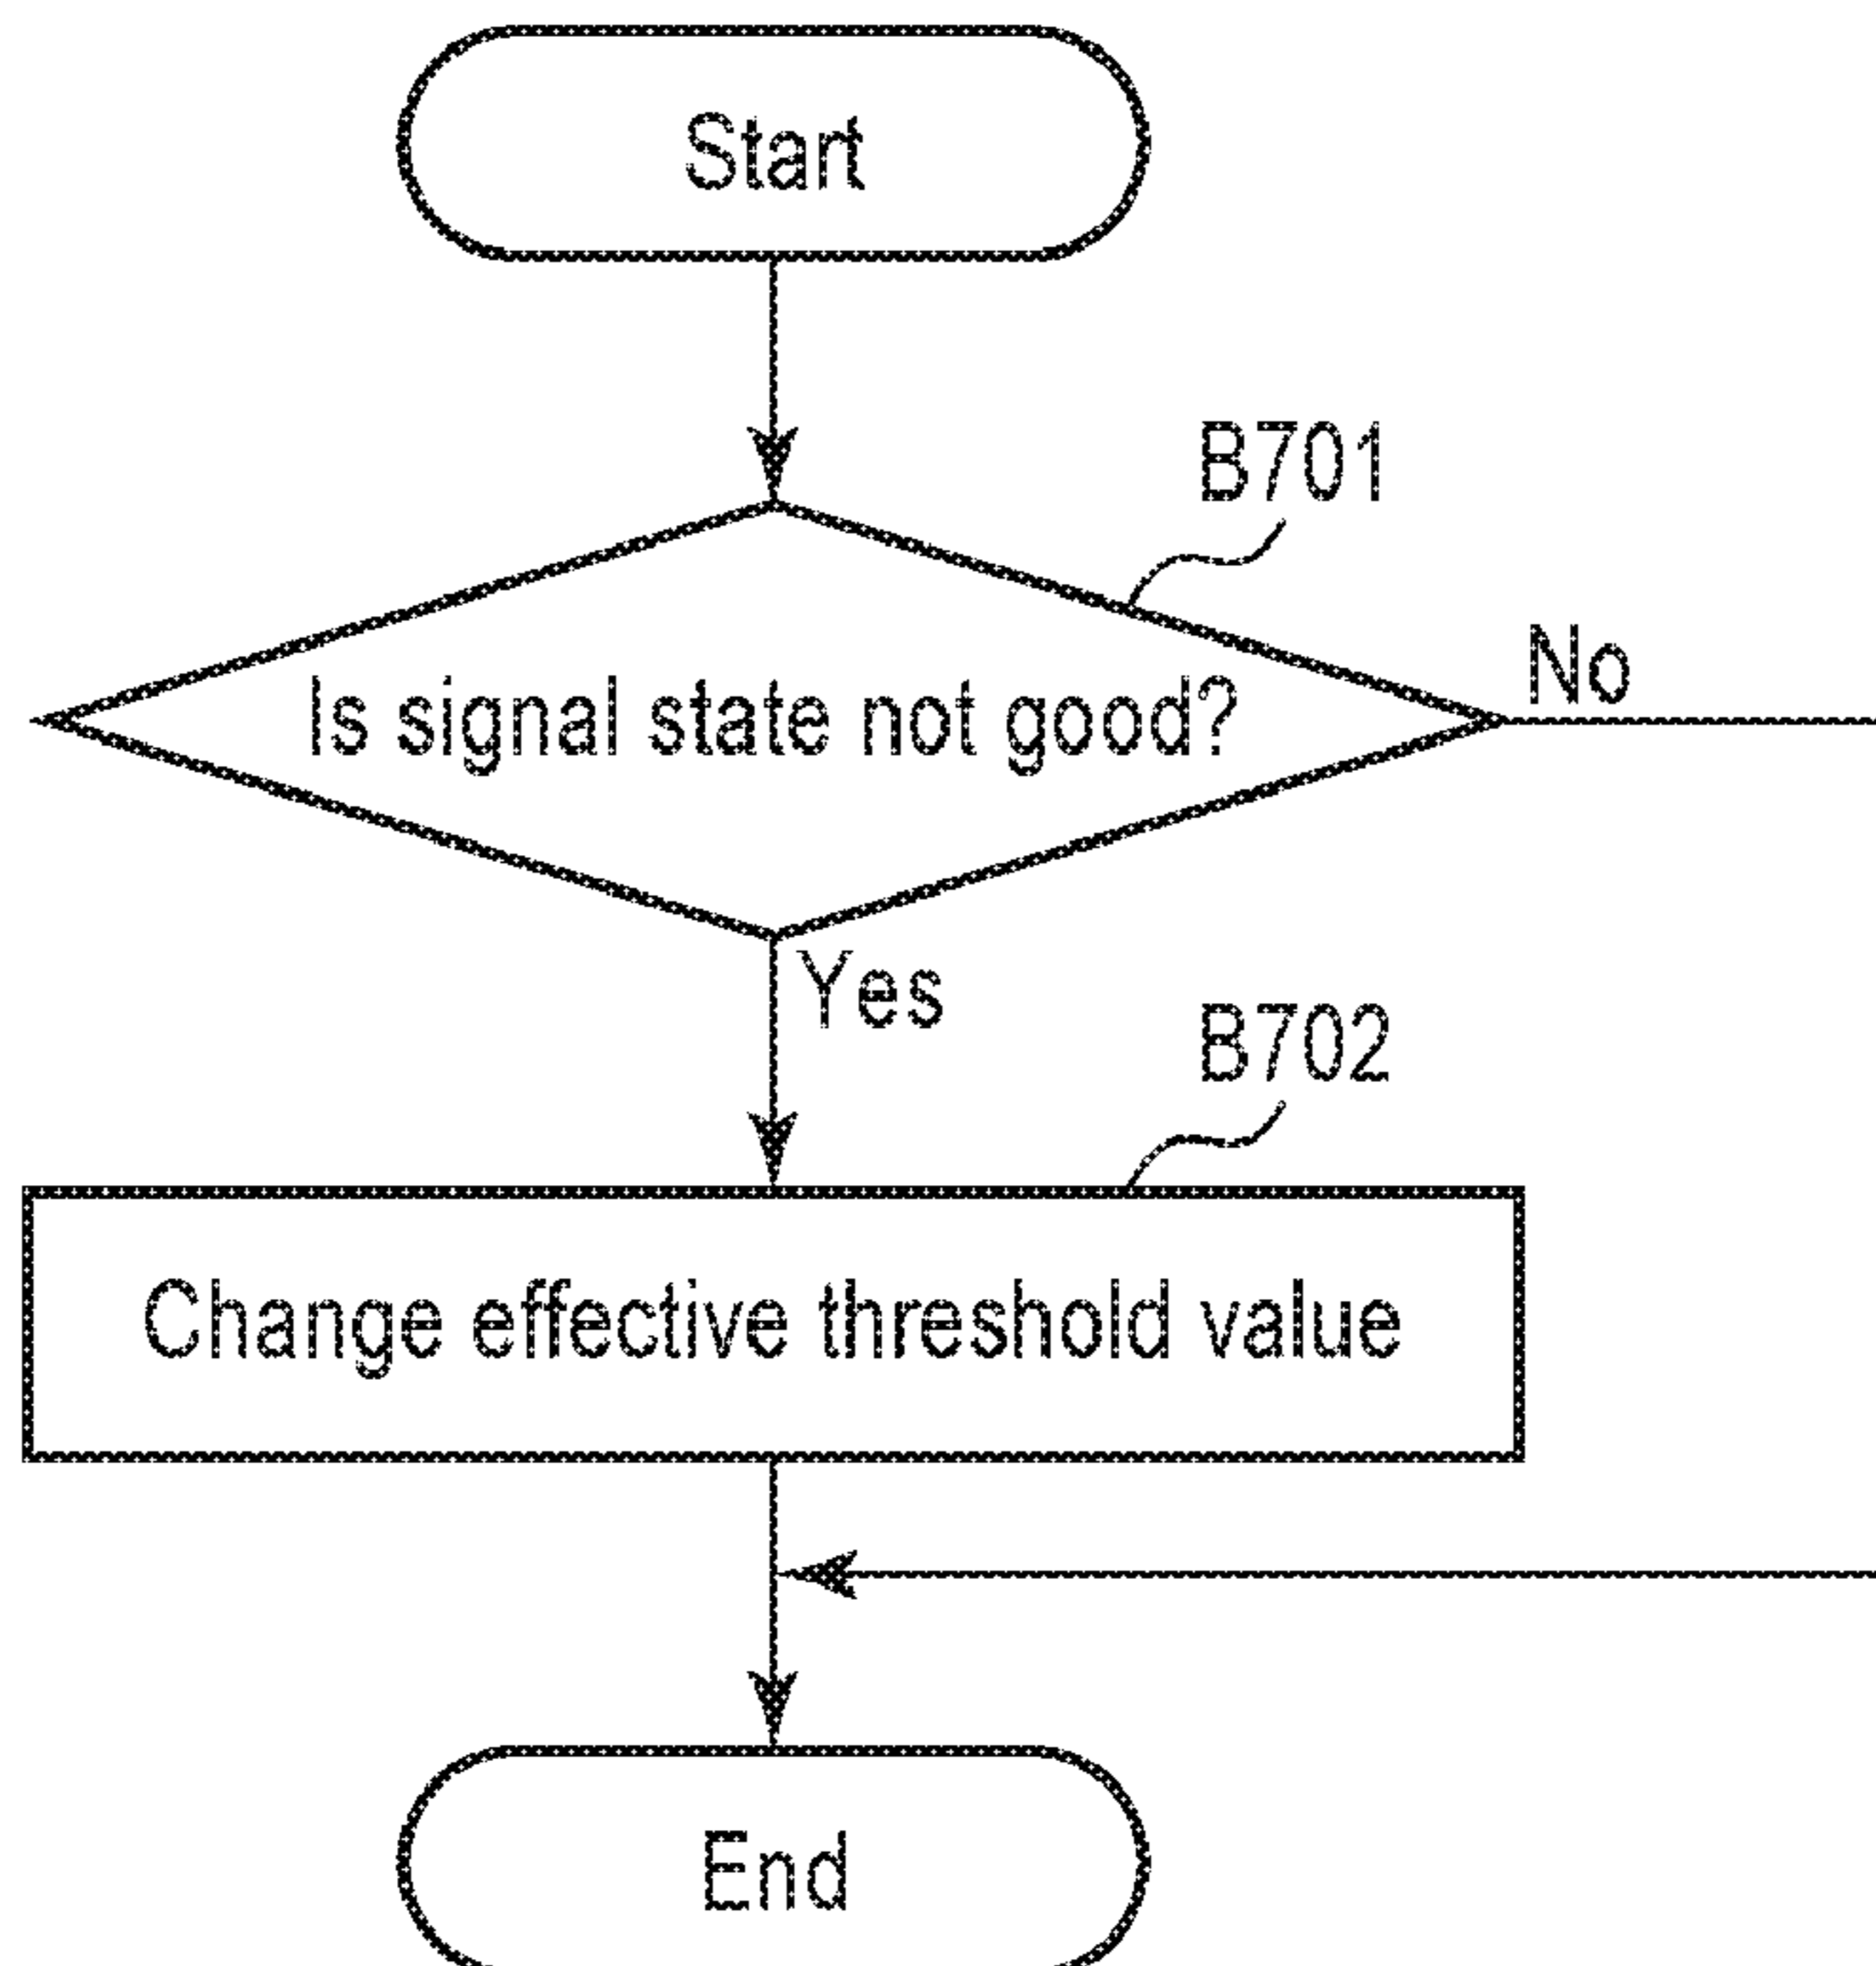 Start
B701
Is signal state not good?
No
Yes
B702
Change effective threshold value
End